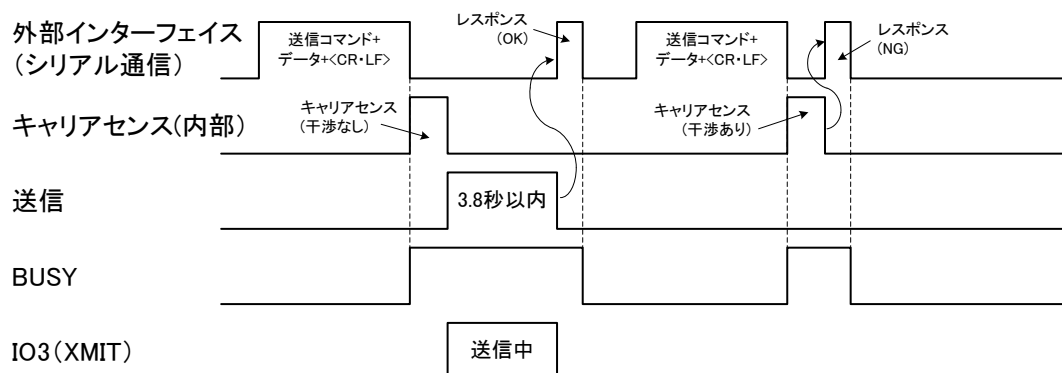 外部インターフェイス
(シリアル通信)
送信コマンド+
データ+<CR・LF>
レスポンス
(OK)
送信コマンド+
データ+<CR・LF>
レスポンス
(NG)
キャリアセンス(内部)
キャリアセンス
(干渉なし)
キャリアセンス
(干渉あり)
送信
3.8秒以内
BUSY
IO3(XMIT)
送信中